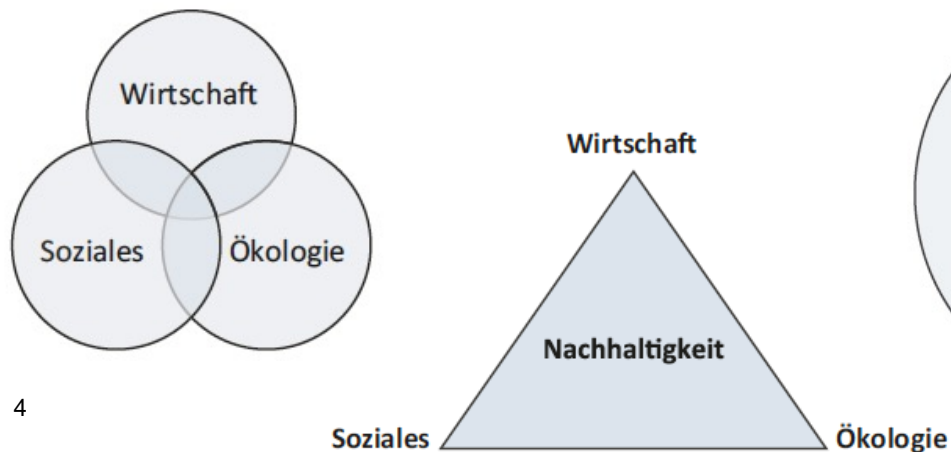 Wirtschaft
Soziales
Ökologie
4
Wirtschaft
Nachhaltigkeit
Soziales
Ökologie